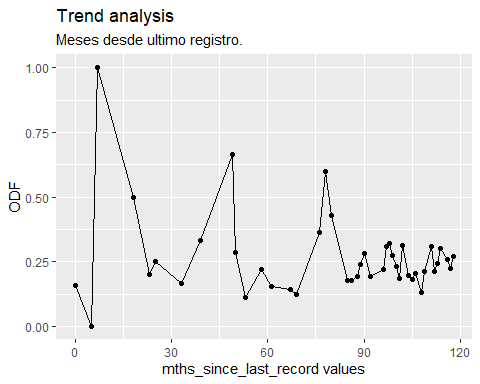 Trend analysis
Meses desde ultimo registro.
1.00
0.75
0.50
0.25
0.00
ODF
0 30 60 90 120
mths_since_last_record values